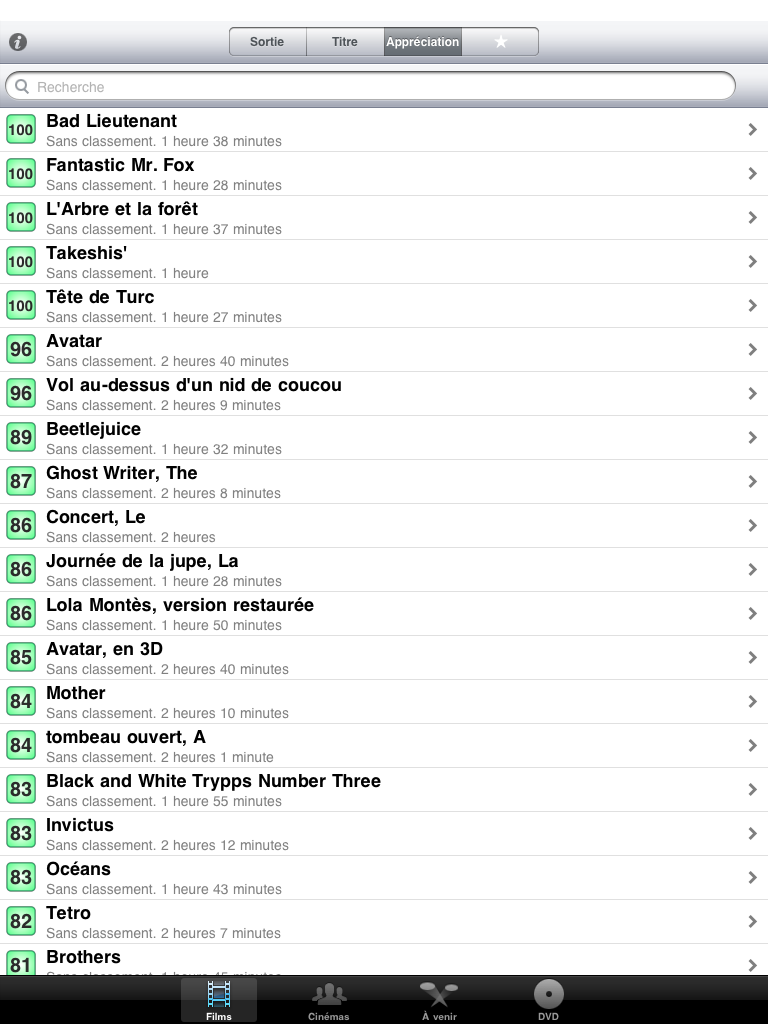 Sortie Titre Appréciation
Recherche
100 Bad Lieutenant
Sans classement. 1 heure 38 minutes
100 Fantastic Mr. Fox
Sans classement. 1 heure 28 minutes
100 L'Arbre et la forêt
Sans classement. 1 heure 37 minutes
100 Takeshis'
Sans classement. 1 heure
100 Tête de Turc
Sans classement. 1 heure 27 minutes
96 Avatar
Sans classement. 2 heures 40 minutes
96 Vol au-dessus d'un nid de coucou
Sans classement. 2 heures 9 minutes
89 Beetlejuice
Sans classement. 1 heure 32 minutes
87 Ghost Writer, The
Sans classement. 2 heures 8 minutes
86 Concert, Le
Sans classement. 2 heures
86 Journée de la jupe, La
Sans classement. 1 heure 28 minutes
86 Lola Montès, version restaurée
Sans classement. 1 heure 50 minutes
85 Avatar, en 3D
Sans classement. 2 heures 40 minutes
84 Mother
Sans classement. 2 heures 10 minutes
84 tombeau ouvert, A
Sans classement. 2 heures 1 minute
83 Black and White Trypps Number Three
Sans classement. 1 heure 55 minutes
83 Invictus
Sans classement. 2 heures 12 minutes
83 Océans
Sans classement. 1 heure 43 minutes
82 Tetro
Sans classement. 2 heures 7 minutes
81 Brothers
Films Cinémas À venir DVD